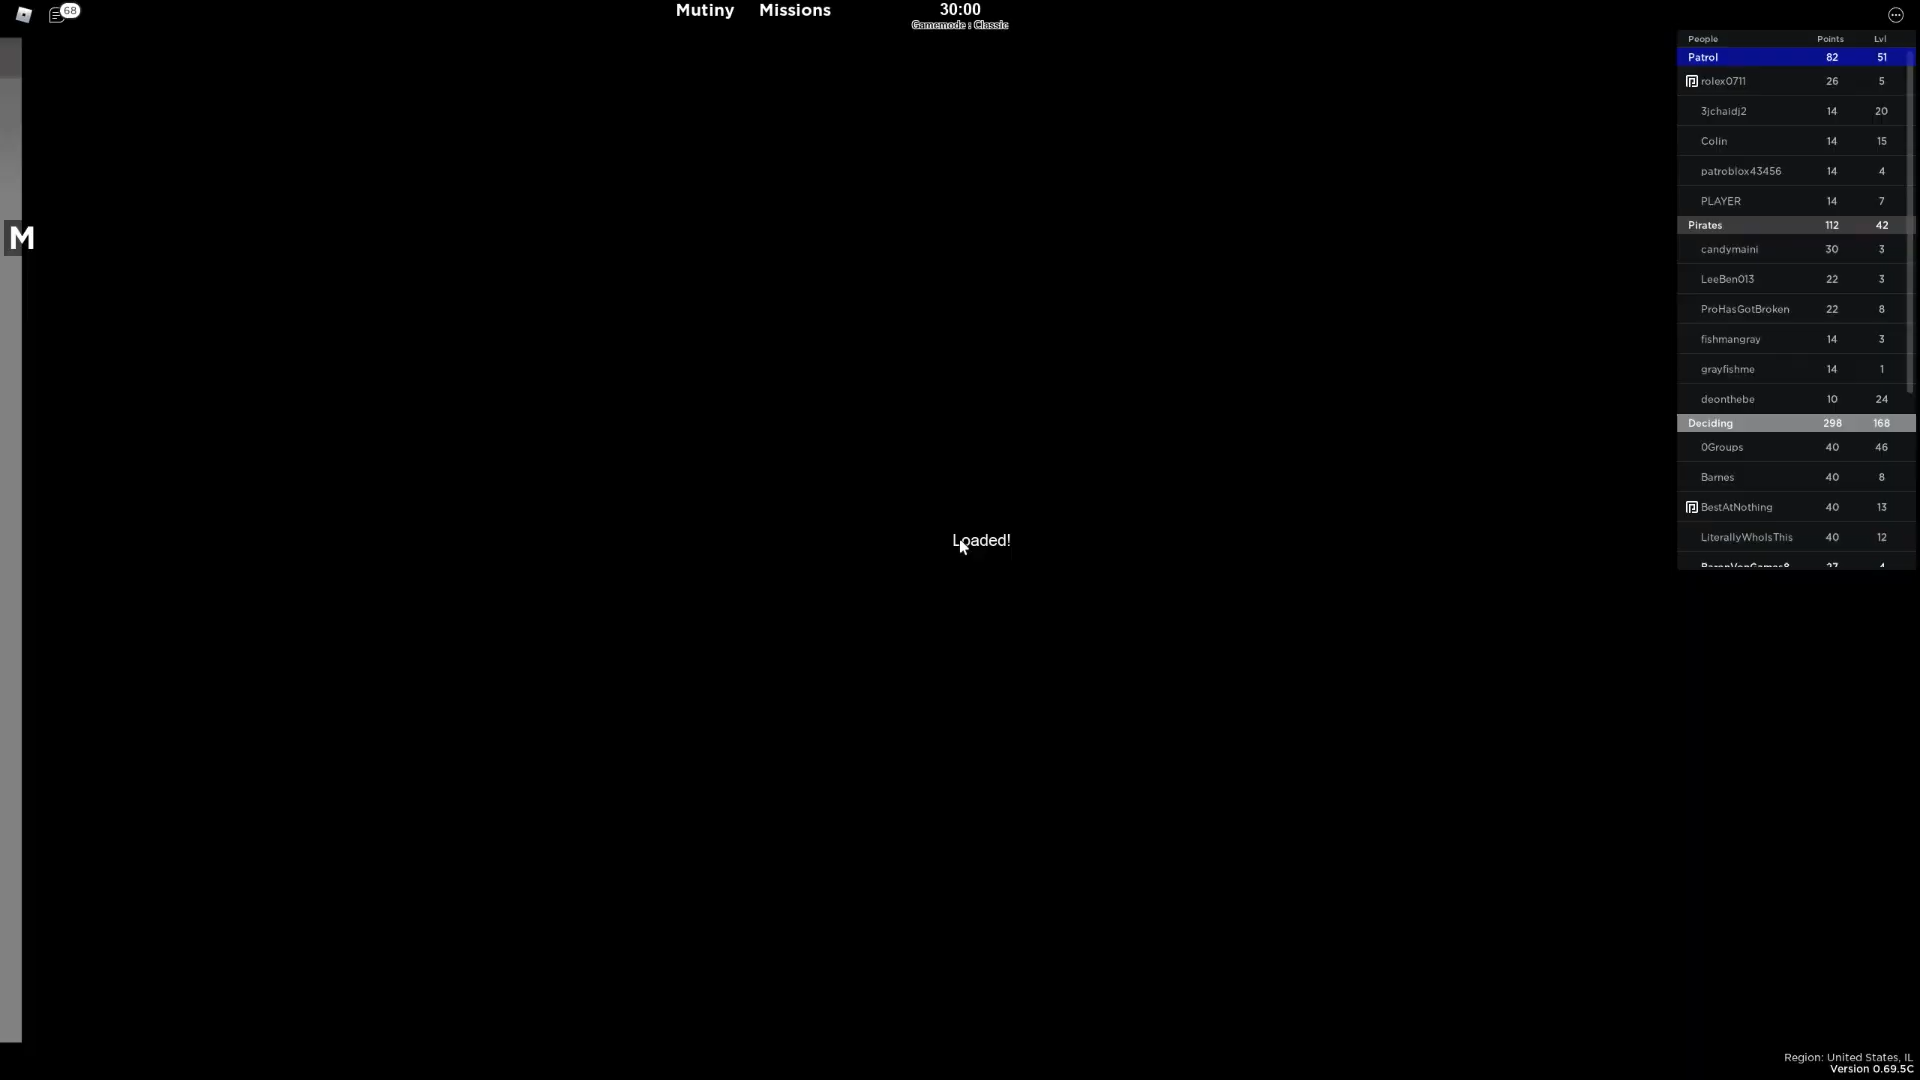 68
Mutiny Missions
30:00
Gamemode : Classic
People Points Lvl
Patrol 82 51
rolex0711 26 5
3jchaidj2 14 20
Colin 14 15
patroblox43456 14 4
PLAYER 14 7
Pirates 112 42
candymaini 30 3
LeeBen013 22 3
ProHasGotBroken 22 8
fishmangray 14 3
grayfishme 14 1
deonthebe 10 24
Deciding 298 168
0Groups 40 46
Barnes 40 8
BestAtNothing 40 13
LiterallyWhoIsThis 40 12
M
Loaded!
Region: United States, IL
Version 0.69.5C